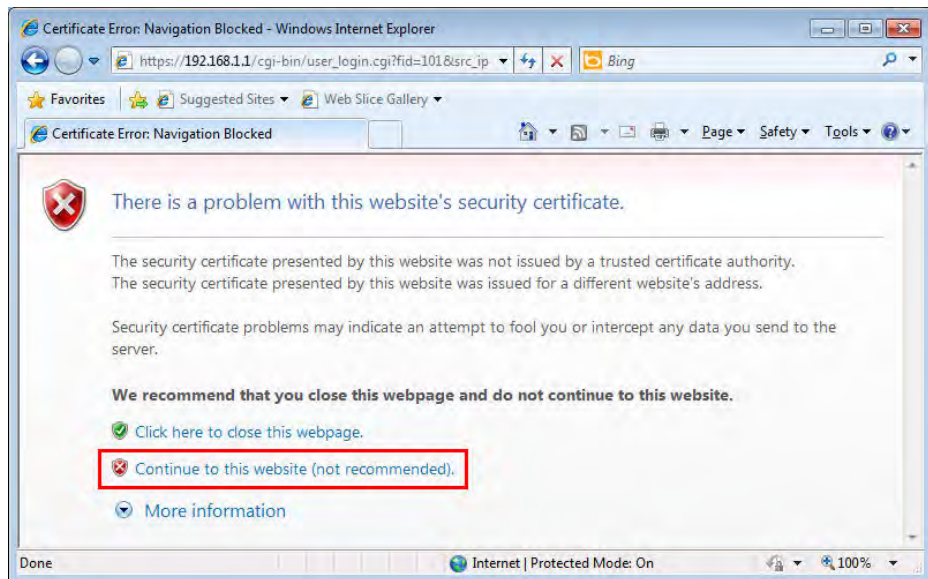 Certificate Error: Navigation Blocked - Windows Internet Explorer
https://192.168.1.1/cgi-bin/user_login.cgi?fid=101&src_ip
Bing
Favorites Suggested Sites Web Slice Gallery
Certificate Error: Navigation Blocked Page Safety Tools
There is a problem with this website's security certificate.
The security certificate presented by this website was not issued by a trusted certificate authority.
The security certificate presented by this website was issued for a different website's address.
Security certificate problems may indicate an attempt to fool you or intercept any data you send to the
server.
We recommend that you close this webpage and do not continue to this website.
Click here to close this webpage.
Continue to this website (not recommended).
More information
Done Internet | Protected Mode: On 100%